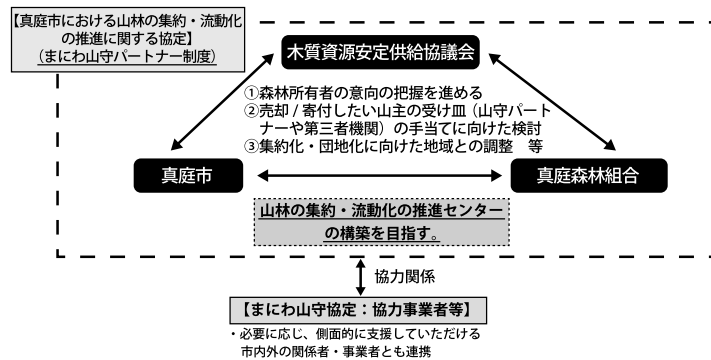 【真庭市における山林の集約・流動化
の推進に関する協定】
（まにわ山守パートナー制度）
木質資源安定供給協議会
①森林所有者の意向の把握を進める
②売却/寄付したい山主の受け皿（山守パート
ナーや第三者機関）の手当てに向けた検討
③集約化・団地化に向けた地域との調整　等
真庭市
真庭森林組合
山林の集約・流動化の推進センター
の構築を目指す。
協力関係
【まにわ山守協定：協力事業者等】
・必要に応じ、側面的に支援していただける
市内外の関係者・事業者とも連携